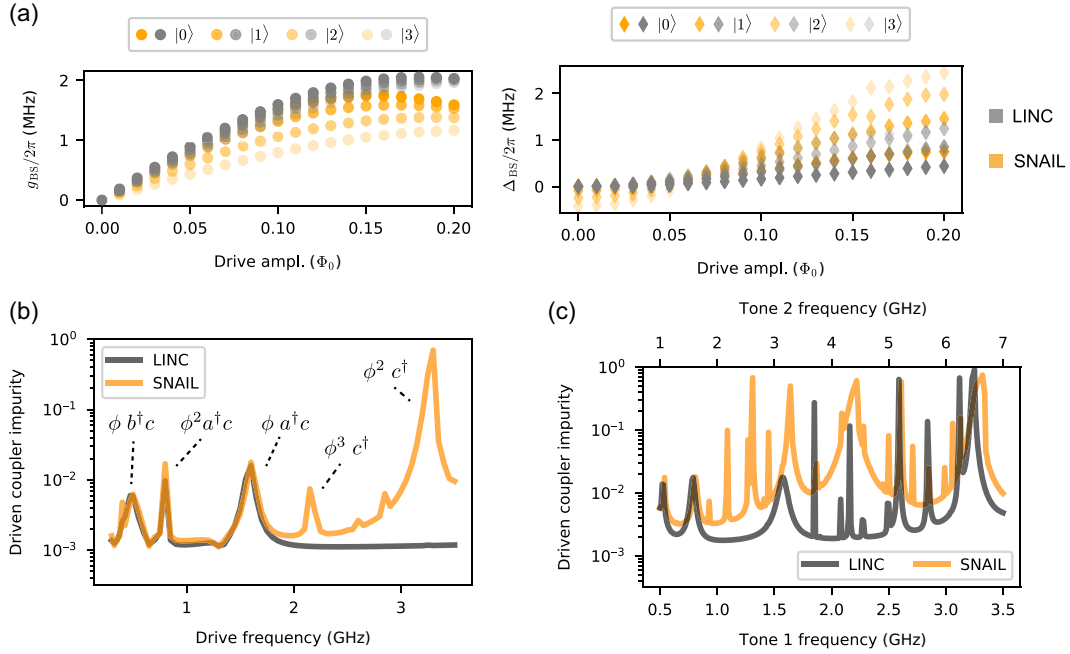 (a)
|0⟩ |1⟩ |2⟩ |3⟩
g_BS/2π (MHz)
2
1
0
0.00 0.05 0.10 0.15 0.20
Drive ampl. (Φ₀)
|0⟩ |1⟩ |2⟩ |3⟩
Δ_BS/2π (MHz)
2
1
0
0.00 0.05 0.10 0.15 0.20
Drive ampl. (Φ₀)
LINC
SNAIL
(b)
Driven coupler impurity
10⁰
10⁻¹
10⁻²
10⁻³
LINC
SNAIL
ϕ b†c
ϕ²a†c
ϕ a†c
ϕ³ c†
ϕ² c†
1 2 3
Drive frequency (GHz)
(c)
Tone 2 frequency (GHz)
1 2 3 4 5 6 7
Driven coupler impurity
10⁰
10⁻¹
10⁻²
10⁻³
LINC SNAIL
0.5 1.0 1.5 2.0 2.5 3.0 3.5
Tone 1 frequency (GHz)